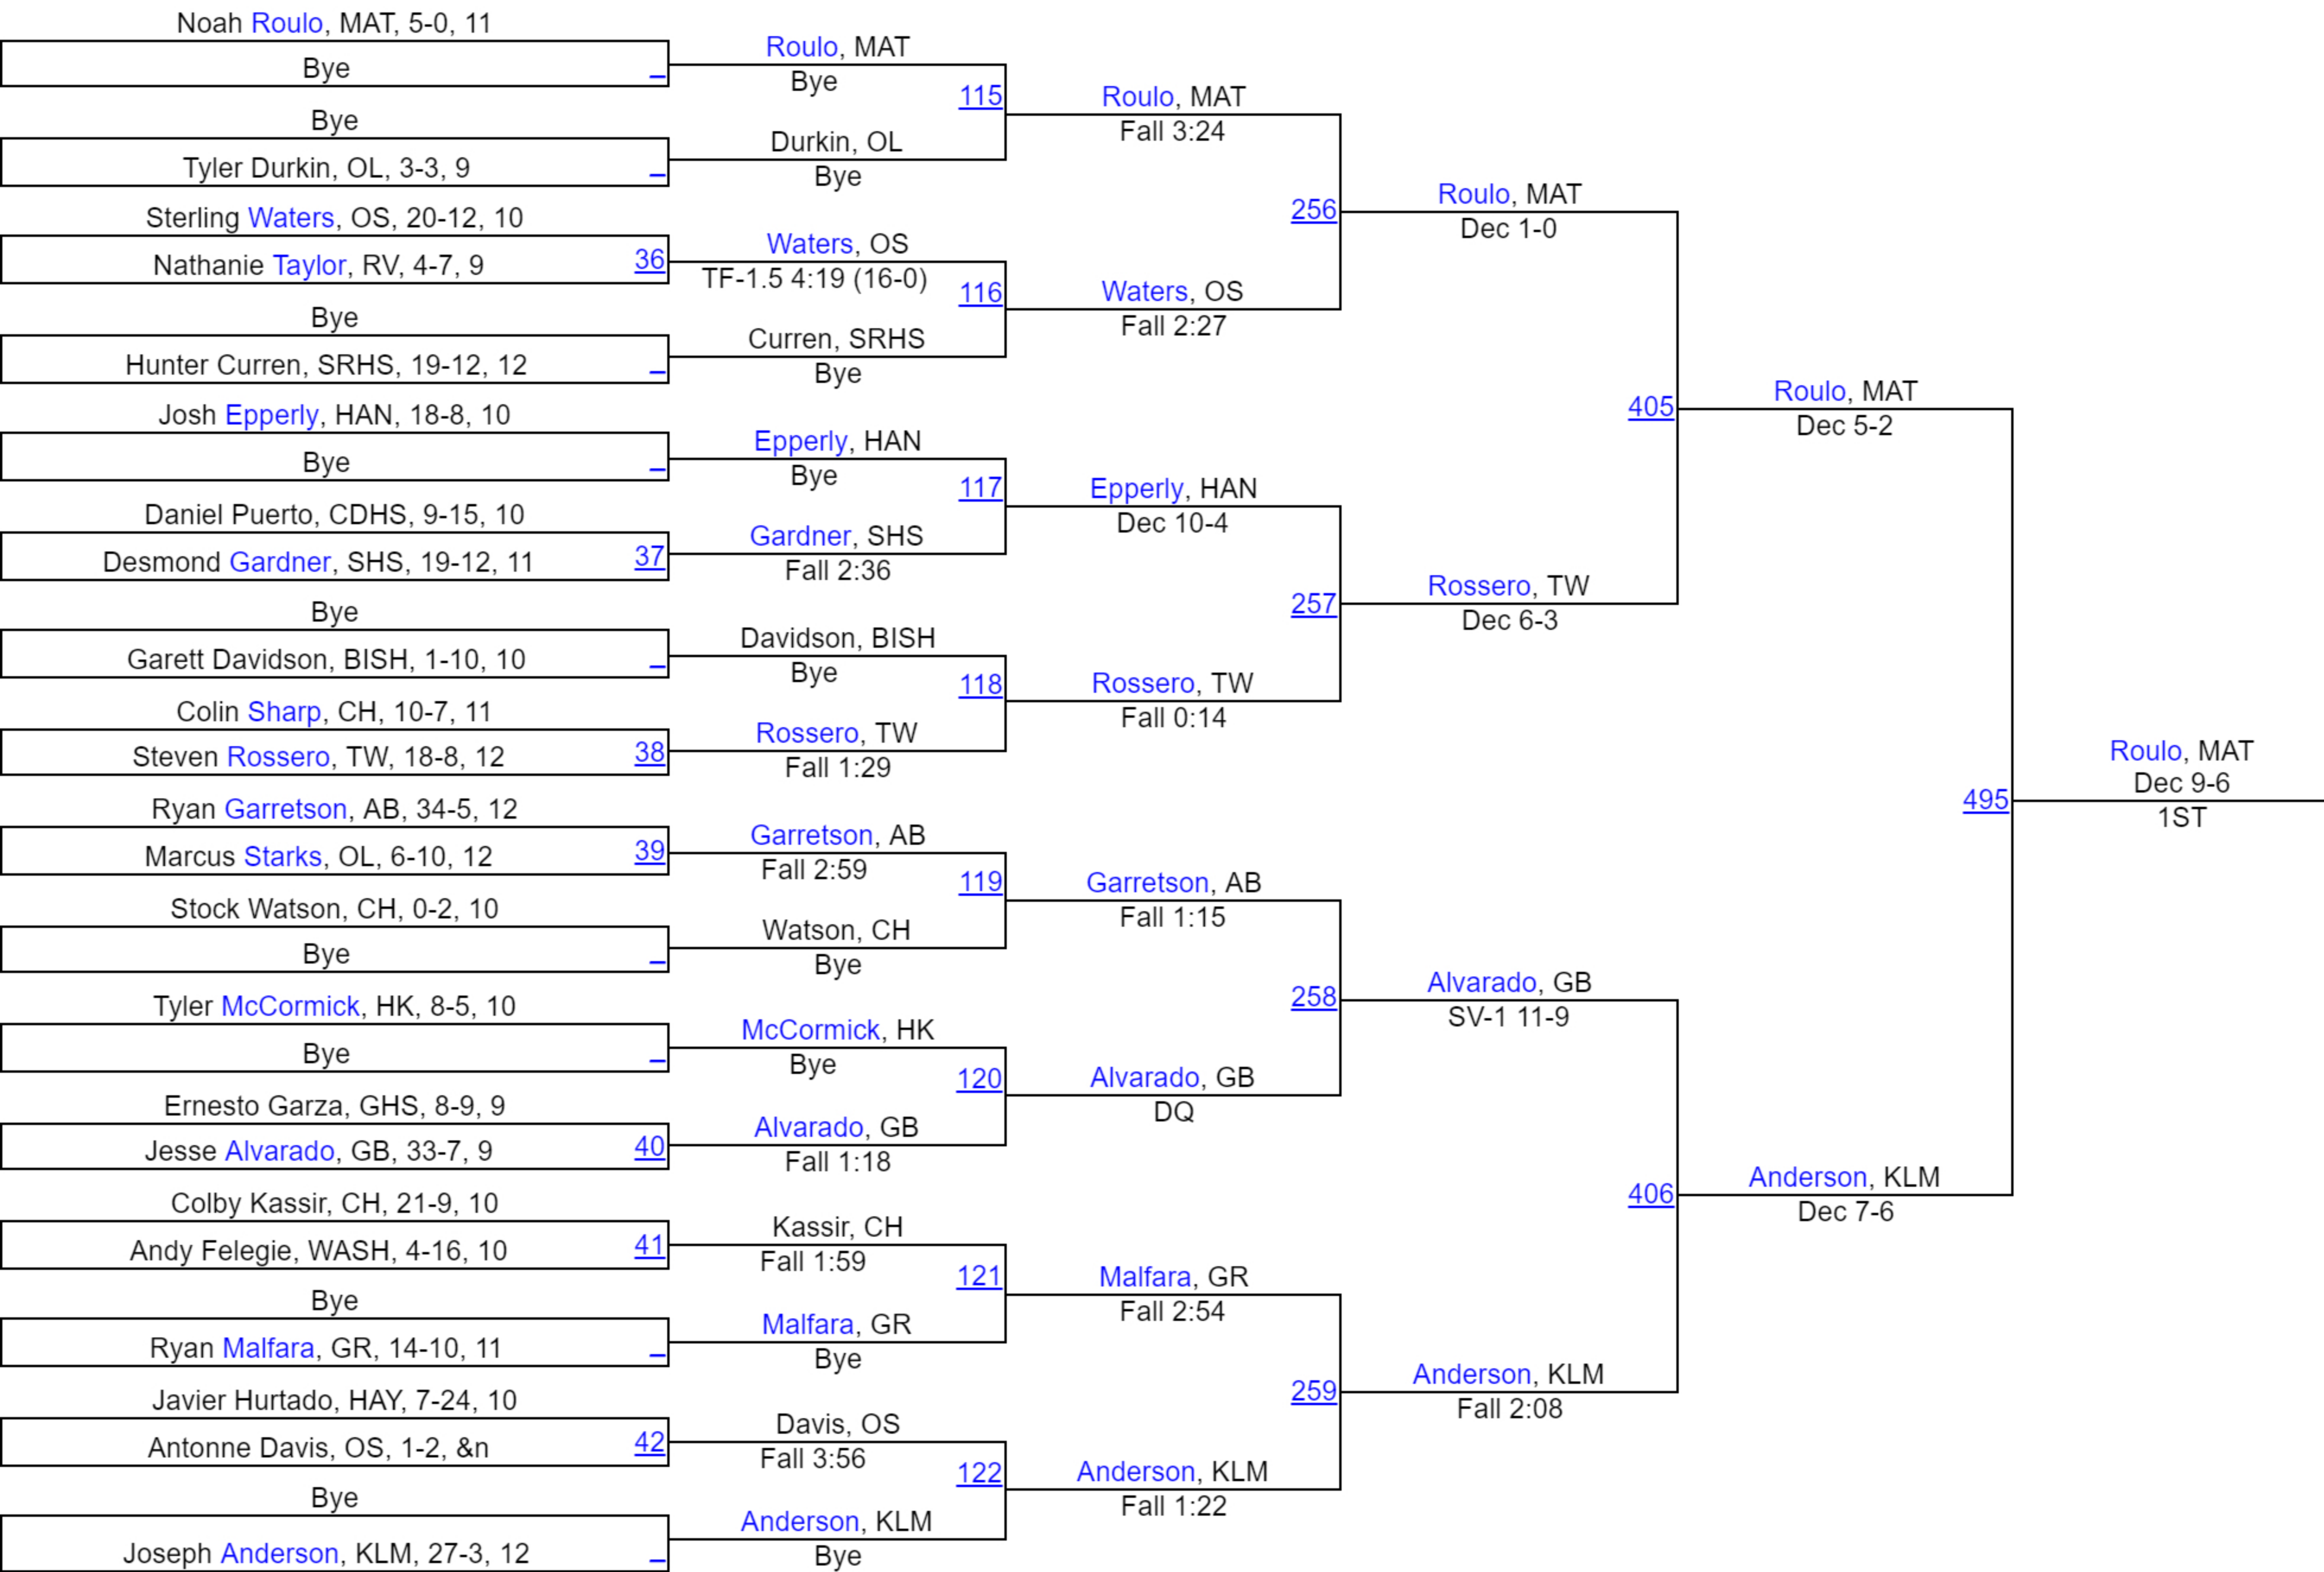 Noah Roulo, MAT, 5-0, 11
Bye
Bye
Tyler Durkin, OL, 3-3, 9
Sterling Waters, OS, 20-12, 10
Nathanie Taylor, RV, 4-7, 9
36
Bye
Hunter Curren, SRHS, 19-12, 12
Josh Epperly, HAN, 18-8, 10
Bye
Daniel Puerto, CDHS, 9-15, 10
Desmond Gardner, SHS, 19-12, 11
37
Bye
Garett Davidson, BISH, 1-10, 10
Colin Sharp, CH, 10-7, 11
Steven Rossero, TW, 18-8, 12
38
Ryan Garretson, AB, 34-5, 12
Marcus Starks, OL, 6-10, 12
39
Stock Watson, CH, 0-2, 10
Bye
Tyler McCormick, HK, 8-5, 10
Bye
Ernesto Garza, GHS, 8-9, 9
Jesse Alvarado, GB, 33-7, 9
40
Colby Kassir, CH, 21-9, 10
Andy Felegie, WASH, 4-16, 10
41
Bye
Ryan Malfara, GR, 14-10, 11
Javier Hurtado, HAY, 7-24, 10
Antonne Davis, OS, 1-2, &n
42
Bye
Joseph Anderson, KLM, 27-3, 12
Roulo, MAT
Bye
115
Durkin, OL
Bye
Waters, OS
TF-1.5 4:19 (16-0)
116
Curren, SRHS
Bye
Epperly, HAN
Bye
117
Gardner, SHS
Fall 2:36
Davidson, BISH
Bye
118
Rossero, TW
Fall 1:29
Garretson, AB
Fall 2:59
119
Watson, CH
Bye
McCormick, HK
Bye
120
Alvarado, GB
Fall 1:18
Kassir, CH
Fall 1:59
121
Malfara, GR
Bye
Davis, OS
Fall 3:56
122
Anderson, KLM
Bye
Roulo, MAT
Fall 3:24
256
Waters, OS
Fall 2:27
Epperly, HAN
Dec 10-4
257
Rossero, TW
Fall 0:14
Garretson, AB
Fall 1:15
258
Alvarado, GB
DQ
Malfara, GR
Fall 2:54
259
Anderson, KLM
Fall 1:22
Roulo, MAT
Dec 1-0
405
Rossero, TW
Dec 6-3
Alvarado, GB
SV-1 11-9
406
Anderson, KLM
Fall 2:08
Roulo, MAT
Dec 5-2
495
Anderson, KLM
Dec 7-6
Roulo, MAT
Dec 9-6
1ST